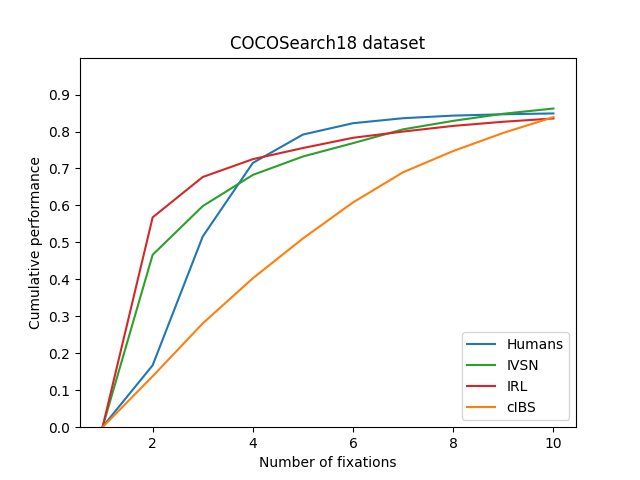 COCOSearch18 dataset
Cumulative performance
0.9
0.8
0.7
0.6
0.5
0.4
0.3
0.2
0.1
0.0
2
4
6
8
10
Number of fixations
Humans
IVSN
IRL
cIBS